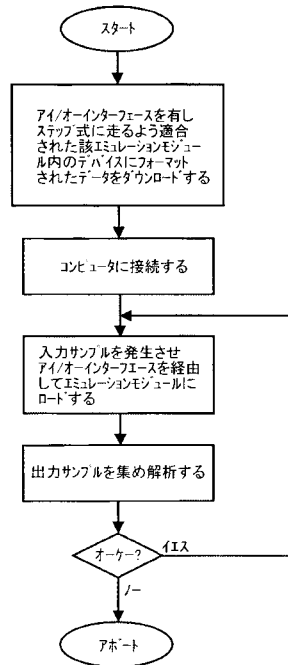 スタート
アイ/オーインターフェースを有し
ステップ式に走るよう適合
された該エミュレーションモジュー
ル内のデバイスにフォーマット
されたデータをダウンロードする
コンピュータに接続する
入力サンプルを発生させ
アイ/オーインターフエースを経由
してエミュレーションモジュールに
ロードする
出力サンプルを集め解析する
オーケー?
イエス
ノー
アボート